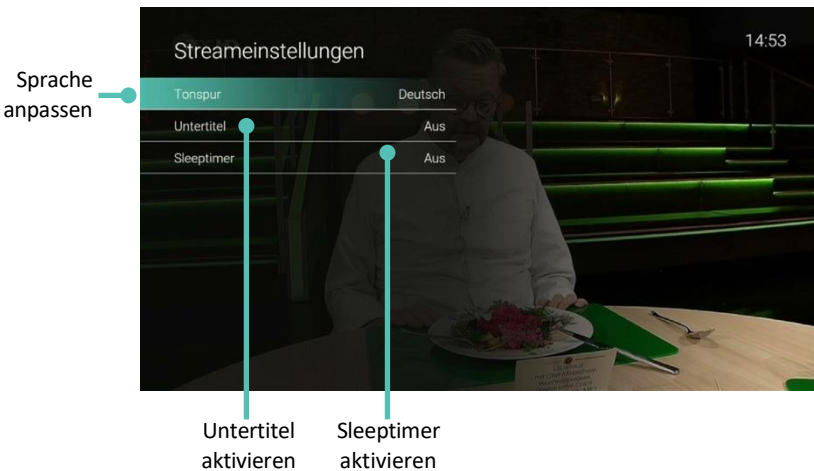 Streameinstellungen
14:53
Sprache
anpassen
Tonspur Deutsch
Untertitel Aus
Sleeptimer Aus
Untertitel
aktivieren
Sleeptimer
aktivieren